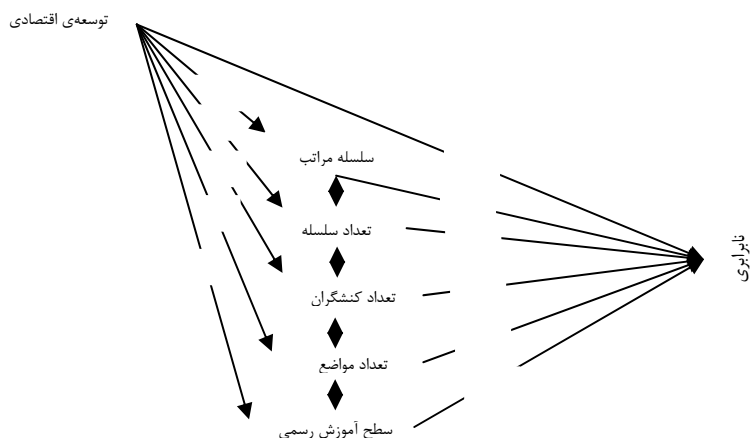 توسعه‌ی اقتصادی
سلسله مراتب
تعداد سلسله
تعداد کنشگران
تعداد مواضع
سطح آموزش رسمی
نابرابری